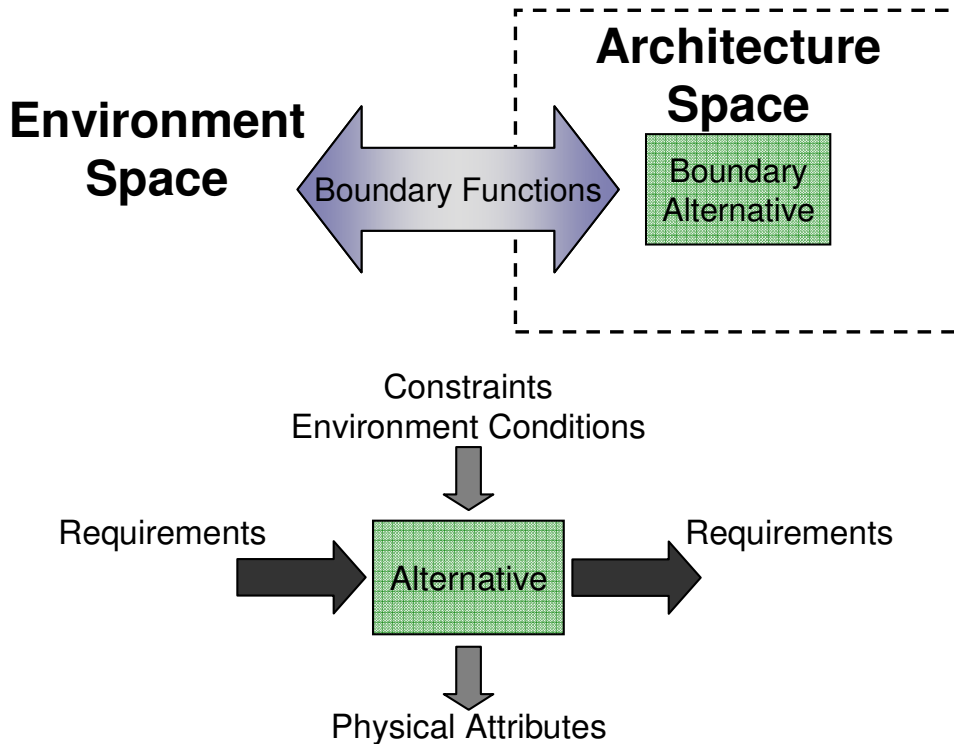 Architecture
Space
Environment
Space
Boundary Functions
Boundary
Alternative
Constraints
Environment Conditions
Requirements
Requirements
Alternative
Physical Attributes